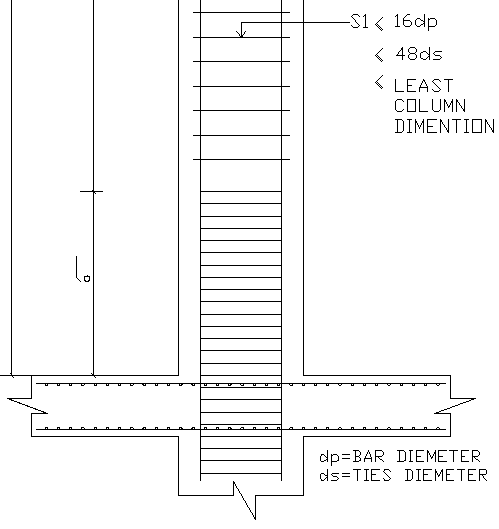 S1 < 16dp
< 48ds
< LEAST
COLUMN
DIMENTION
lo
dp=BAR DIEMETER
ds=TIES DIEMETER